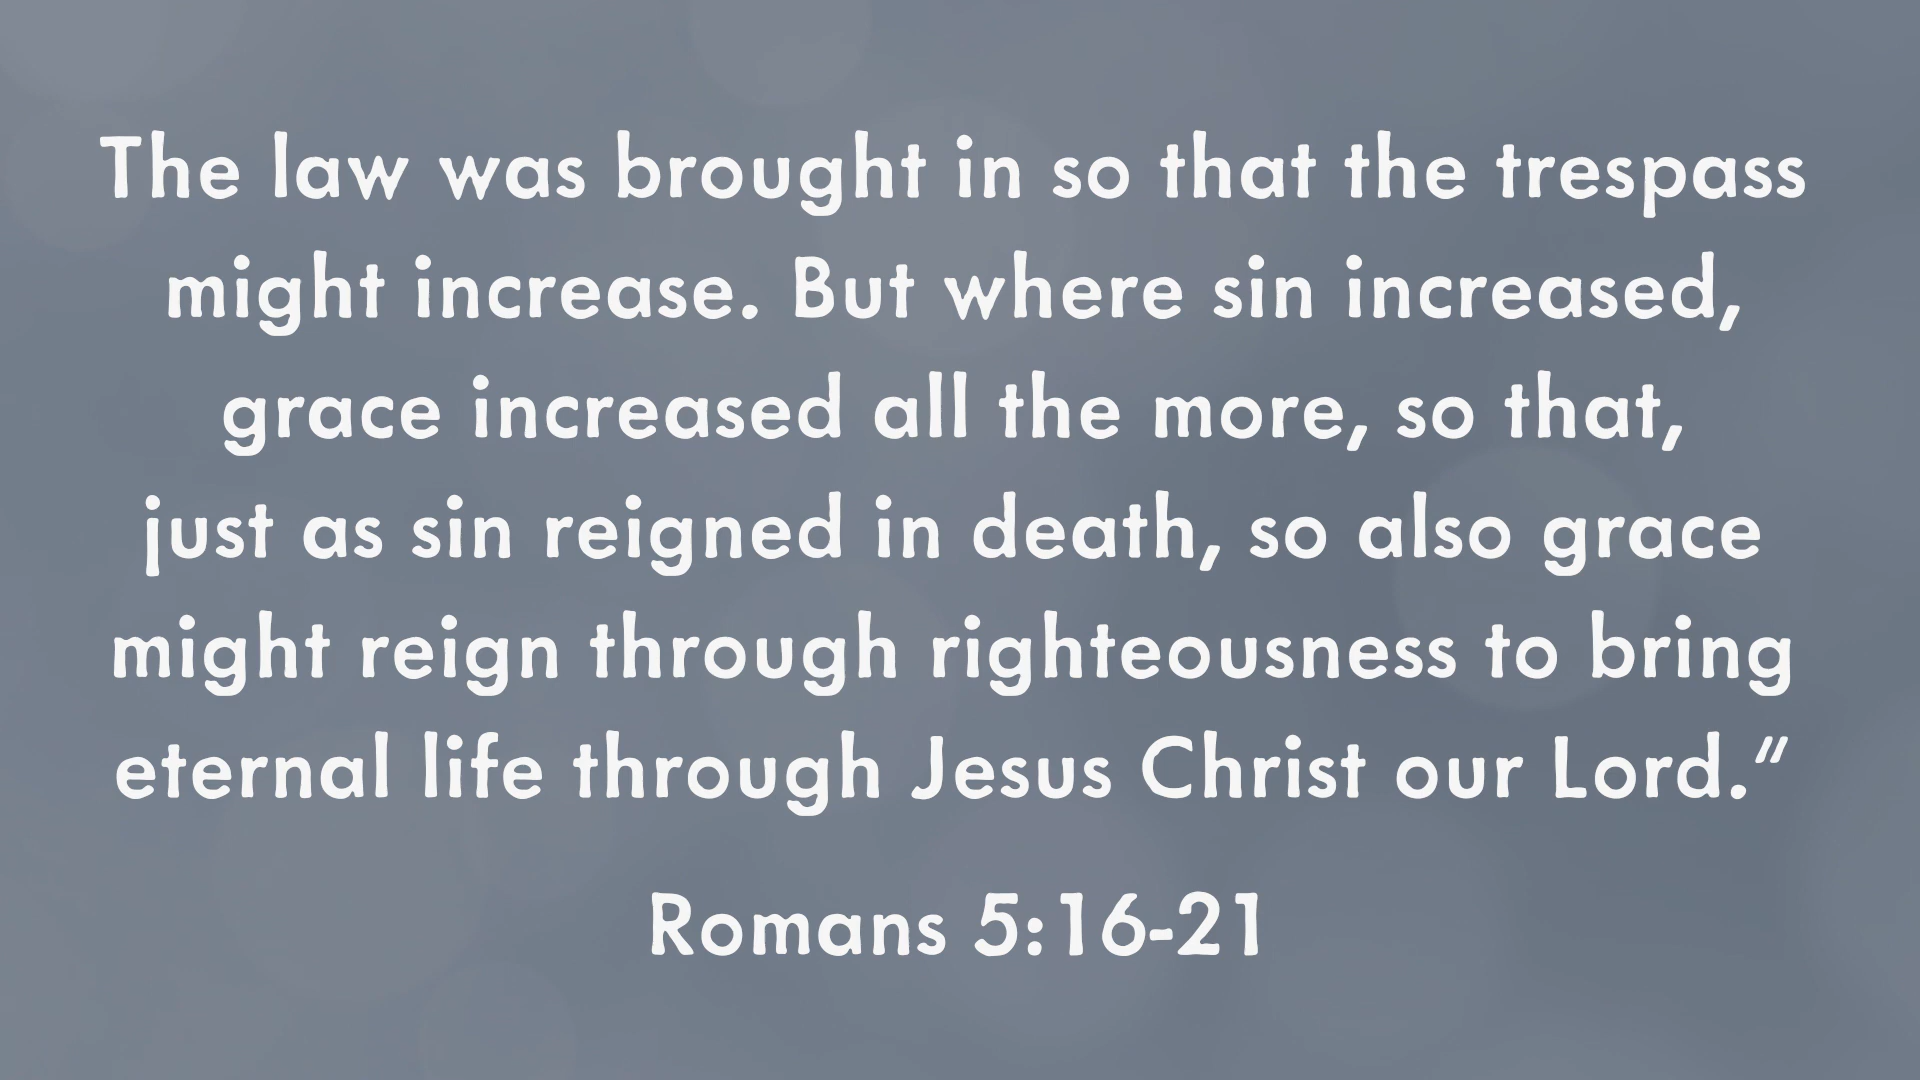 The law was brought in so that the trespass
might increase. But where sin increased,
grace increased all the more, so that,
just as sin reigned in death, so also grace
might reign through righteousness to bring
eternal life through Jesus Christ our Lord.”
Romans 5:16-21